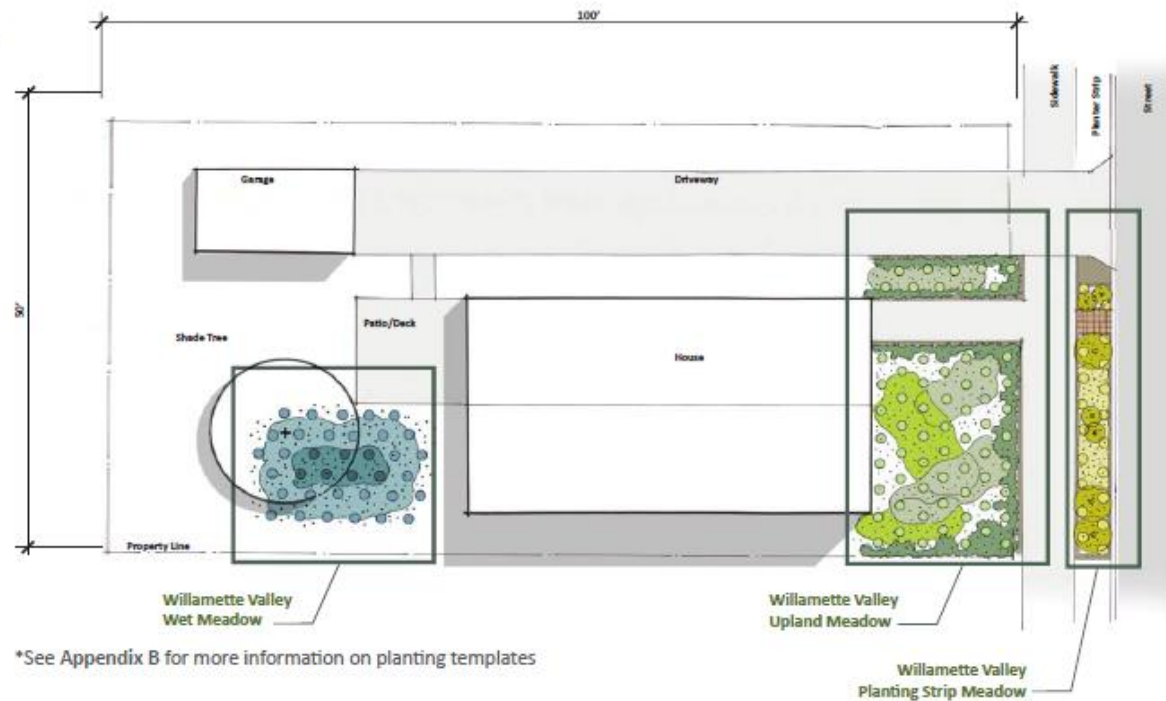 100'
Sidewalk
Planter Strip
Street
Garage
Driveway
50'
Patio/Deck
Shade Tree
House
Property Line
Willamette Valley
Wet Meadow
Willamette Valley
Upland Meadow
*See Appendix B for more information on planting templates
Willamette Valley
Planting Strip Meadow